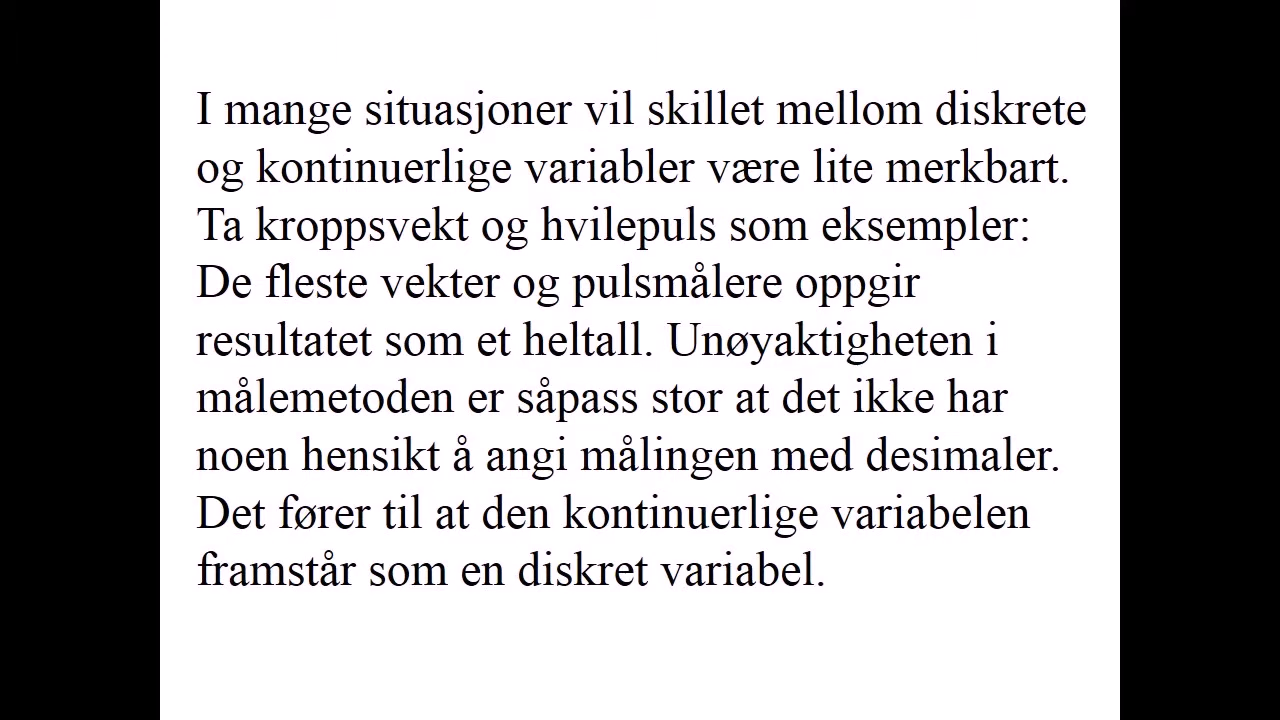 I mange situasjoner vil skillet mellom diskrete
og kontinuerlige variabler være lite merkbart.
Ta kroppsvekt og hvilepuls som eksempler:
De fleste vekter og pulsmålere oppgir
resultatet som et heltall. Unøyaktigheten i
målemetoden er såpass stor at det ikke har
noen hensikt å angi målingen med desimaler.
Det fører til at den kontinuerlige variabelen
framstår som en diskret variabel.